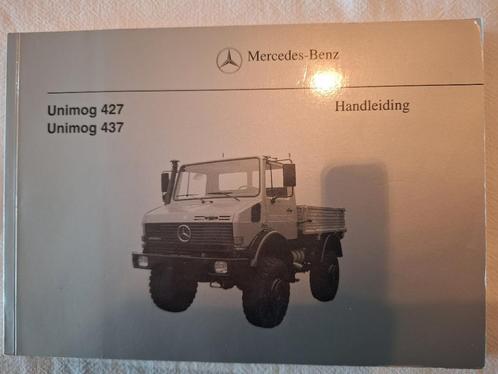 Mercedes-Benz
Unimog 427
Unimog 437
Handleiding